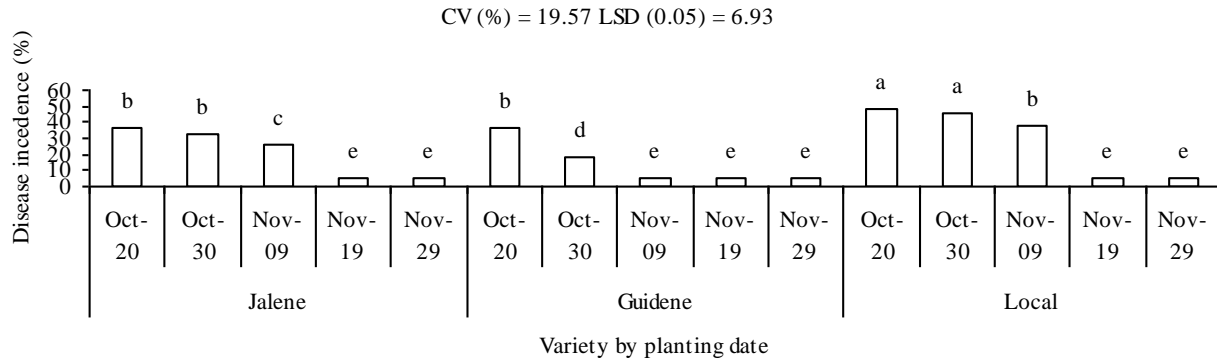 CV (%) = 19.57 LSD (0.05) = 6.93
Disease incedence (%)
60
50
40
30
20
10
0
b b c e e b d e e e a a b e e
Oct-20 Oct-30 Nov-09 Nov-19 Nov-29 Oct-20 Oct-30 Nov-09 Nov-19 Nov-29 Oct-20 Oct-30 Nov-09 Nov-19 Nov-29
Jalene Guidene Local
Variety by planting date